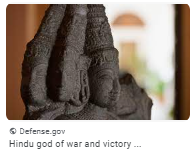 Defense.gov
Hindu god of war and victory ...